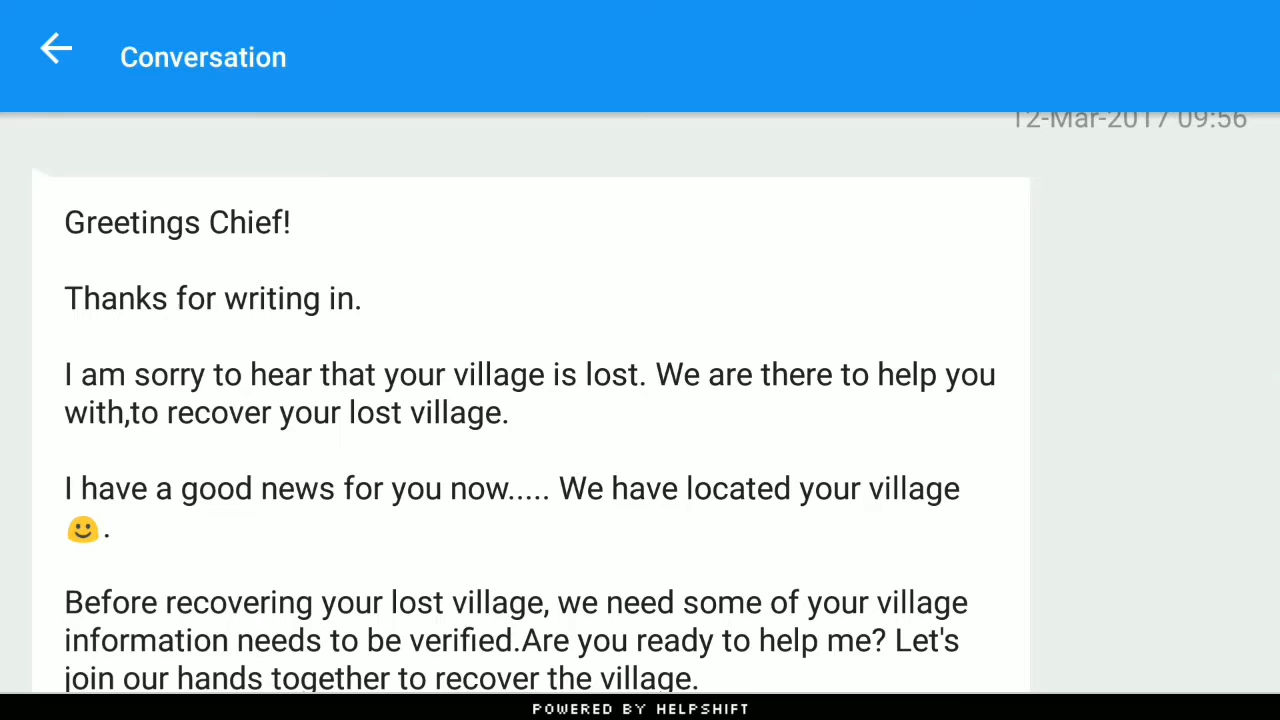 Conversation
12-Mar-2017 09:56
Greetings Chief!
Thanks for writing in.
I am sorry to hear that your village is lost. We are there to help you
with,to recover your lost village.
I have a good news for you now..... We have located your village
🙂.
Before recovering your lost village, we need some of your village
information needs to be verified.Are you ready to help me? Let's
join our hands together to recover the village.
POWERED BY HELPSHIFT